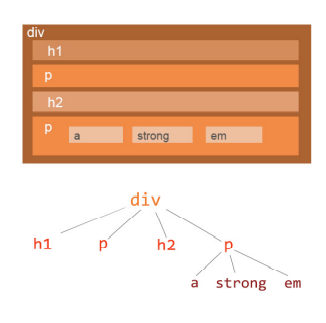 div
h1
p
h2
p
a strong em
div
h1 p h2 p
a strong em